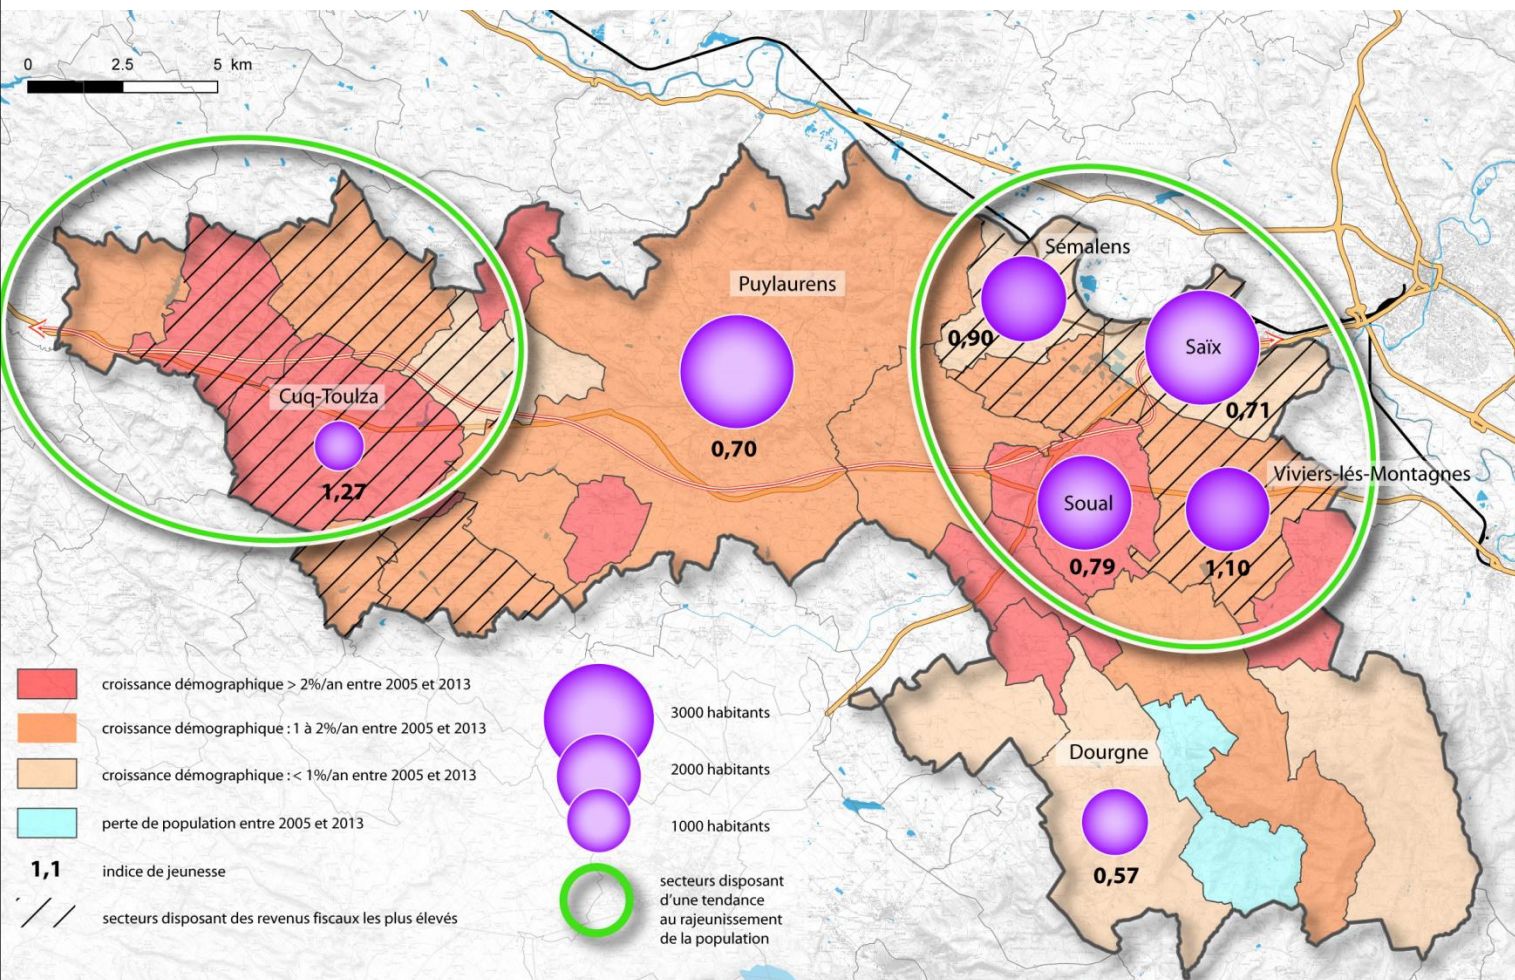 0 2.5 5 km
Sémalens
Puylaurens
0,90
Saïx
Cuq-Toulza
0,71
0,70
Viviers-lés-Montagnes
1,27
Soual
0,79
1,10
croissance démographique > 2%/an entre 2005 et 2013
croissance démographique : 1 à 2%/an entre 2005 et 2013
croissance démographique : < 1%/an entre 2005 et 2013
perte de population entre 2005 et 2013
1,1 indice de jeunesse
secteurs disposant des revenus fiscaux les plus élevés
3000 habitants
2000 habitants
1000 habitants
secteurs disposant
d'une tendance
au rajeunissement
de la population
Dourgne
0,57